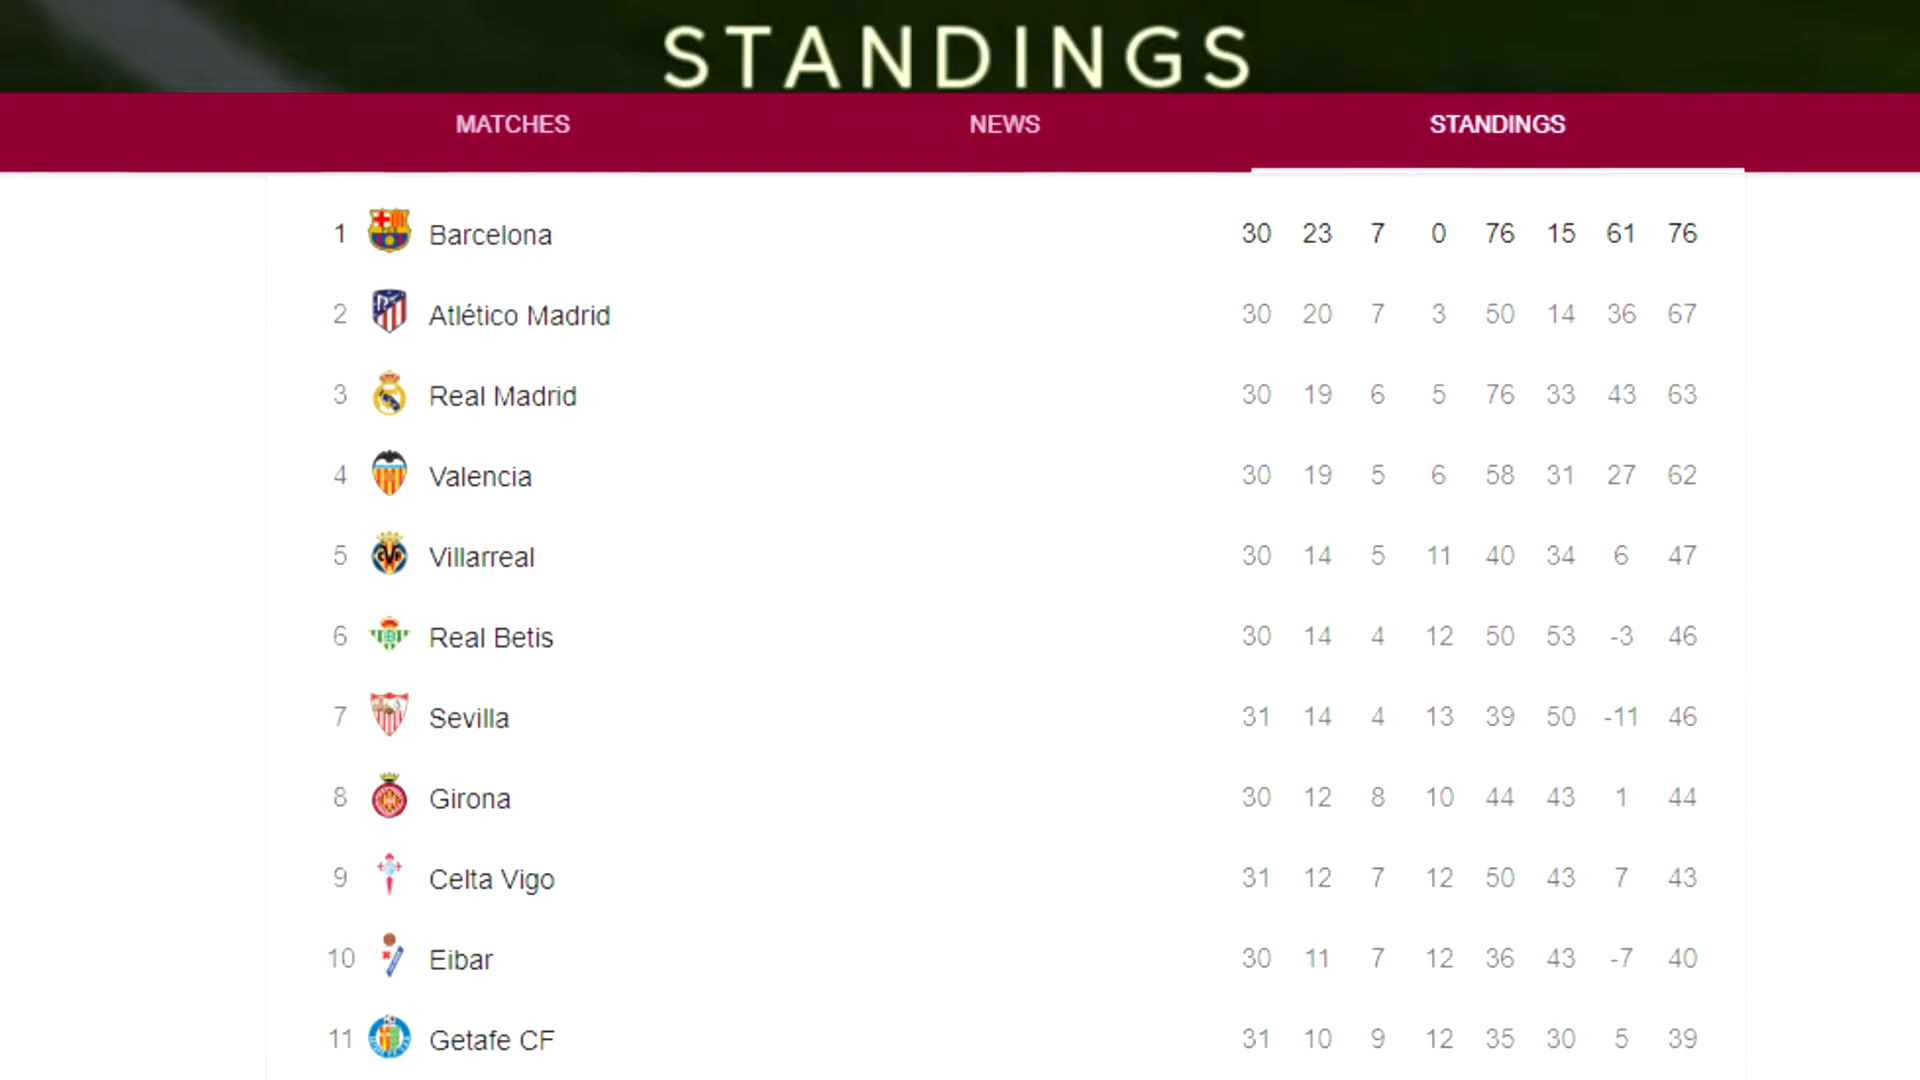 STANDINGS
MATCHES NEWS STANDINGS
1 Barcelona 30 23 7 0 76 15 61 76
2 Atlético Madrid 30 20 7 3 50 14 36 67
3 Real Madrid 30 19 6 5 76 33 43 63
4 Valencia 30 19 5 6 58 31 27 62
5 Villarreal 30 14 5 11 40 34 6 47
6 Real Betis 30 14 4 12 50 53 -3 46
7 Sevilla 31 14 4 13 39 50 -11 46
8 Girona 30 12 8 10 44 43 1 44
9 Celta Vigo 31 12 7 12 50 43 7 43
10 Eibar 30 11 7 12 36 43 -7 40
11 Getafe CF 31 10 9 12 35 30 5 39